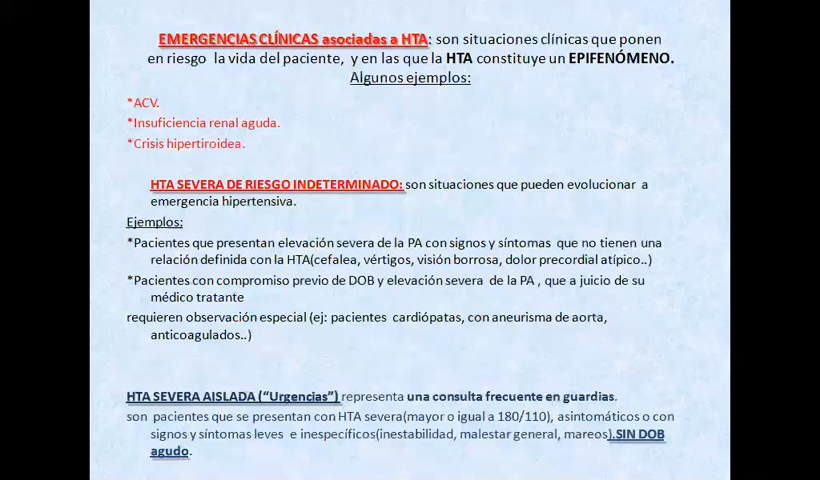 EMERGENCIAS CLÍNICAS asociadas a HTA: son situaciones clínicas que ponen
en riesgo la vida del paciente, y en las que la HTA constituye un EPIFENÓMENO.
Algunos ejemplos:
*ACV.
*Insuficiencia renal aguda.
*Crisis hipertiroidea.
HTA SEVERA DE RIESGO INDETERMINADO: son situaciones que pueden evolucionar a
emergencia hipertensiva.
Ejemplos:
*Pacientes que presentan elevación severa de la PA con signos y síntomas que no tienen una
relación definida con la HTA(cefalea, vértigos, visión borrosa, dolor precordial atípico..)
*Pacientes con compromiso previo de DOB y elevación severa de la PA , que a juicio de su
médico tratante
requieren observación especial (ej: pacientes cardiópatas, con aneurisma de aorta,
anticoagulados..)
HTA SEVERA AISLADA ("Urgencias") representa una consulta frecuente en guardias.
son pacientes que se presentan con HTA severa(mayor o igual a 180/110), asintomáticos o con
signos y síntomas leves e inespecíficos(inestabilidad, malestar general, mareos).SIN DOB
agudo.